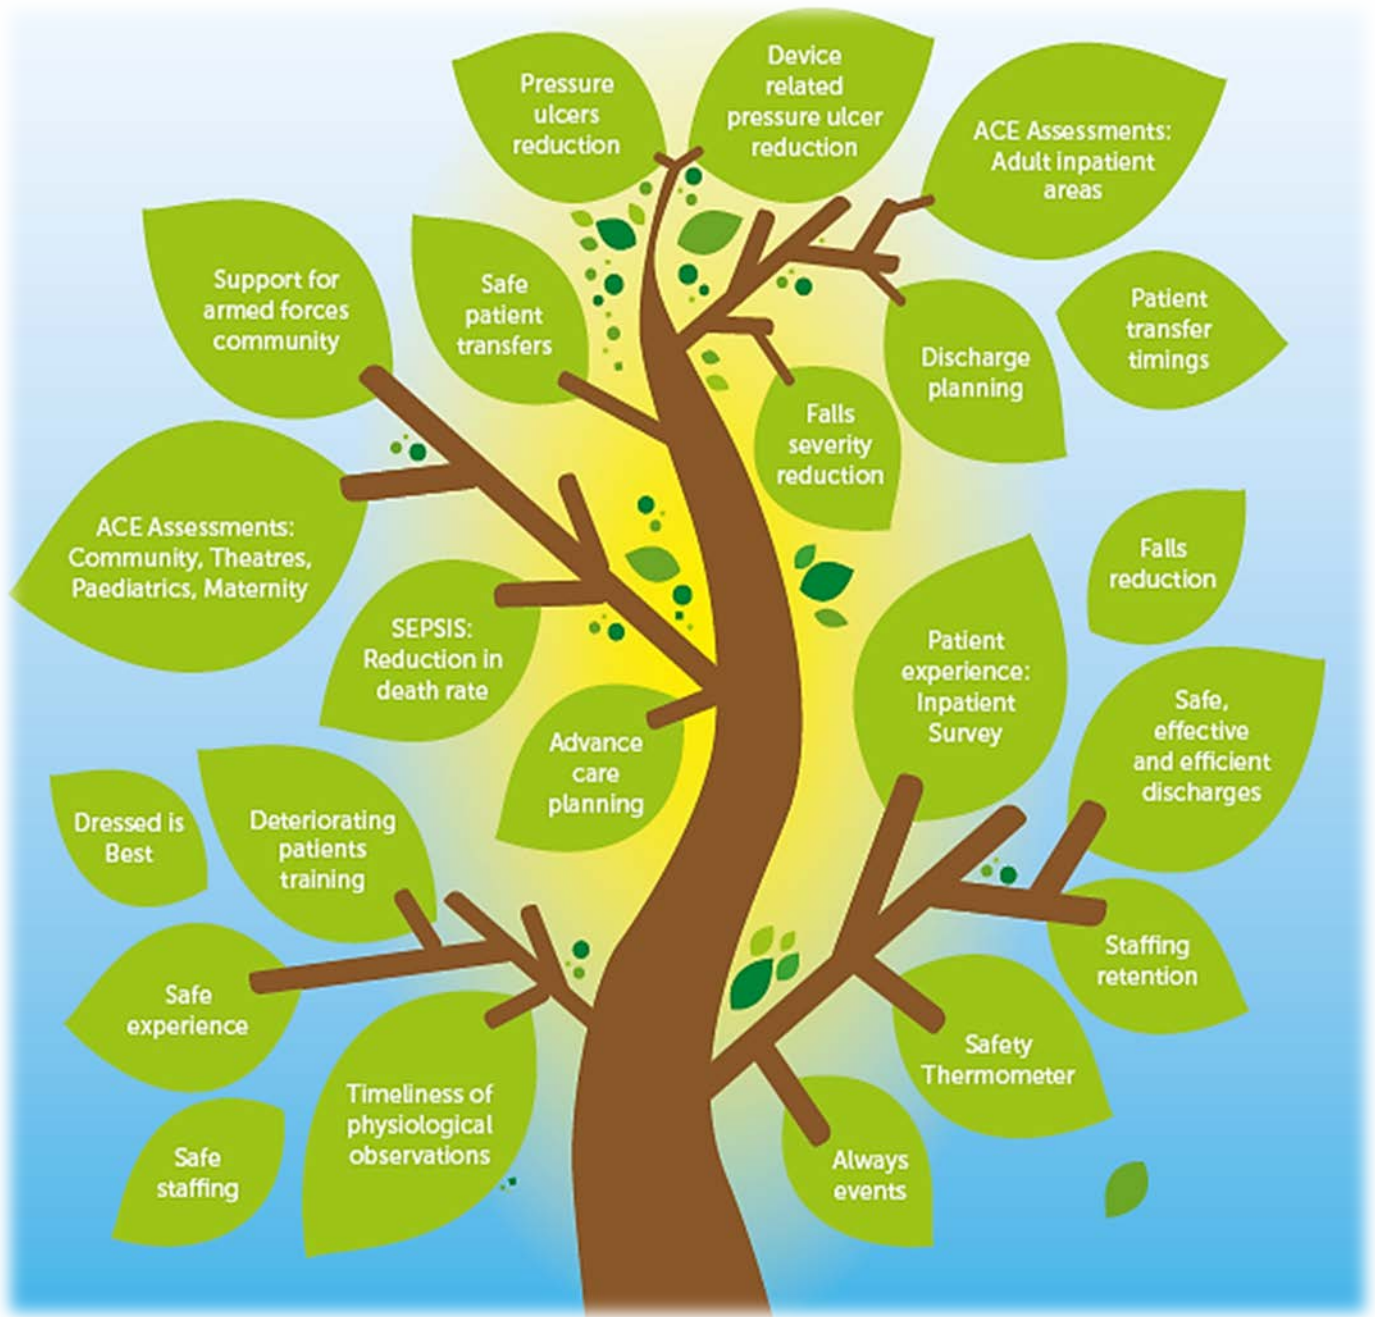 Pressure
ulcers
reduction
Device
related
pressure ulcer
reduction
ACE Assessments:
Adult inpatient
areas
Support for
armed forces
community
Safe
patient
transfers
Patient
transfer
timings
Discharge
planning
Falls
severity
reduction
ACE Assessments:
Community, Theatres,
Paediatrics, Maternity
Falls
reduction
SEPSIS:
Reduction in
death rate
Patient
experience:
Inpatient
Survey
Safe,
effective
and efficient
discharges
Advance
care
planning
Dressed is
Best
Deteriorating
patients
training
Staffing
retention
Safe
experience
Safety
Thermometer
Timeliness of
physiological
observations
Safe
staffing
Always
events